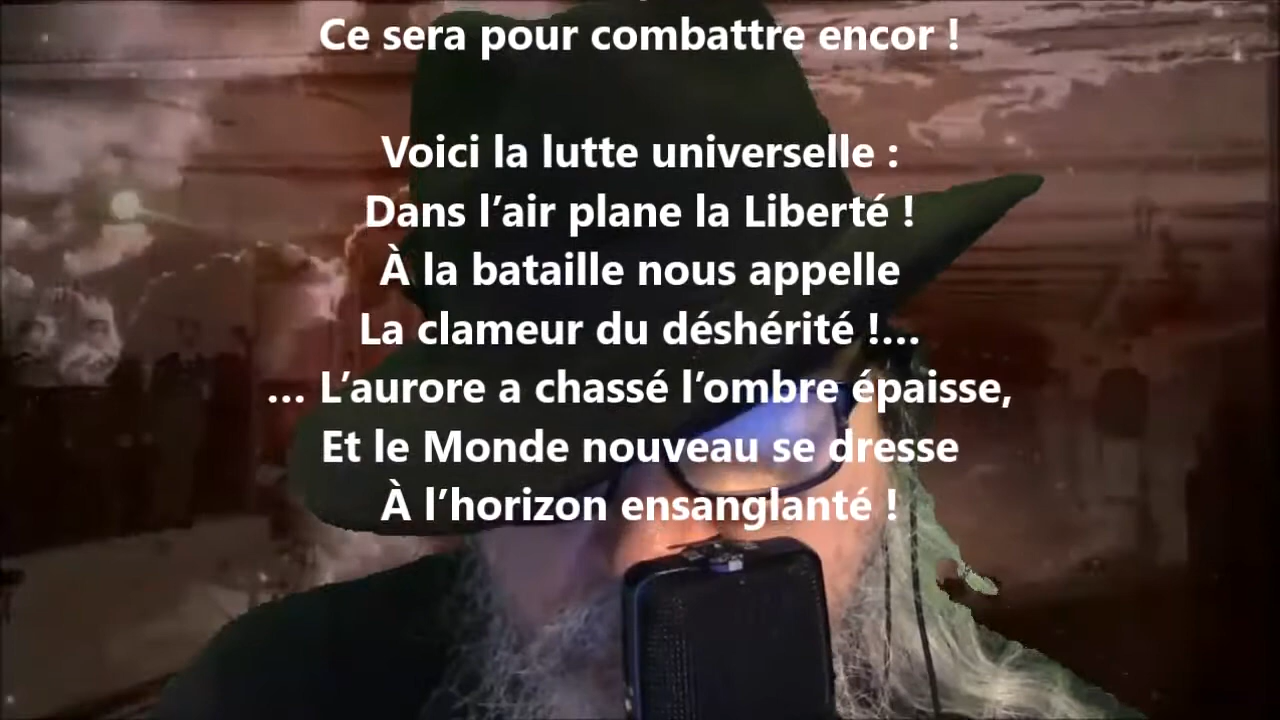 Ce sera pour combattre encor !
Voici la lutte universelle :
Dans l’air plane la Liberté !
À la bataille nous appelle
La clameur du déshérité !...
... L’aurore a chassé l’ombre épaisse,
Et le Monde nouveau se dresse
À l’horizon ensanglanté !